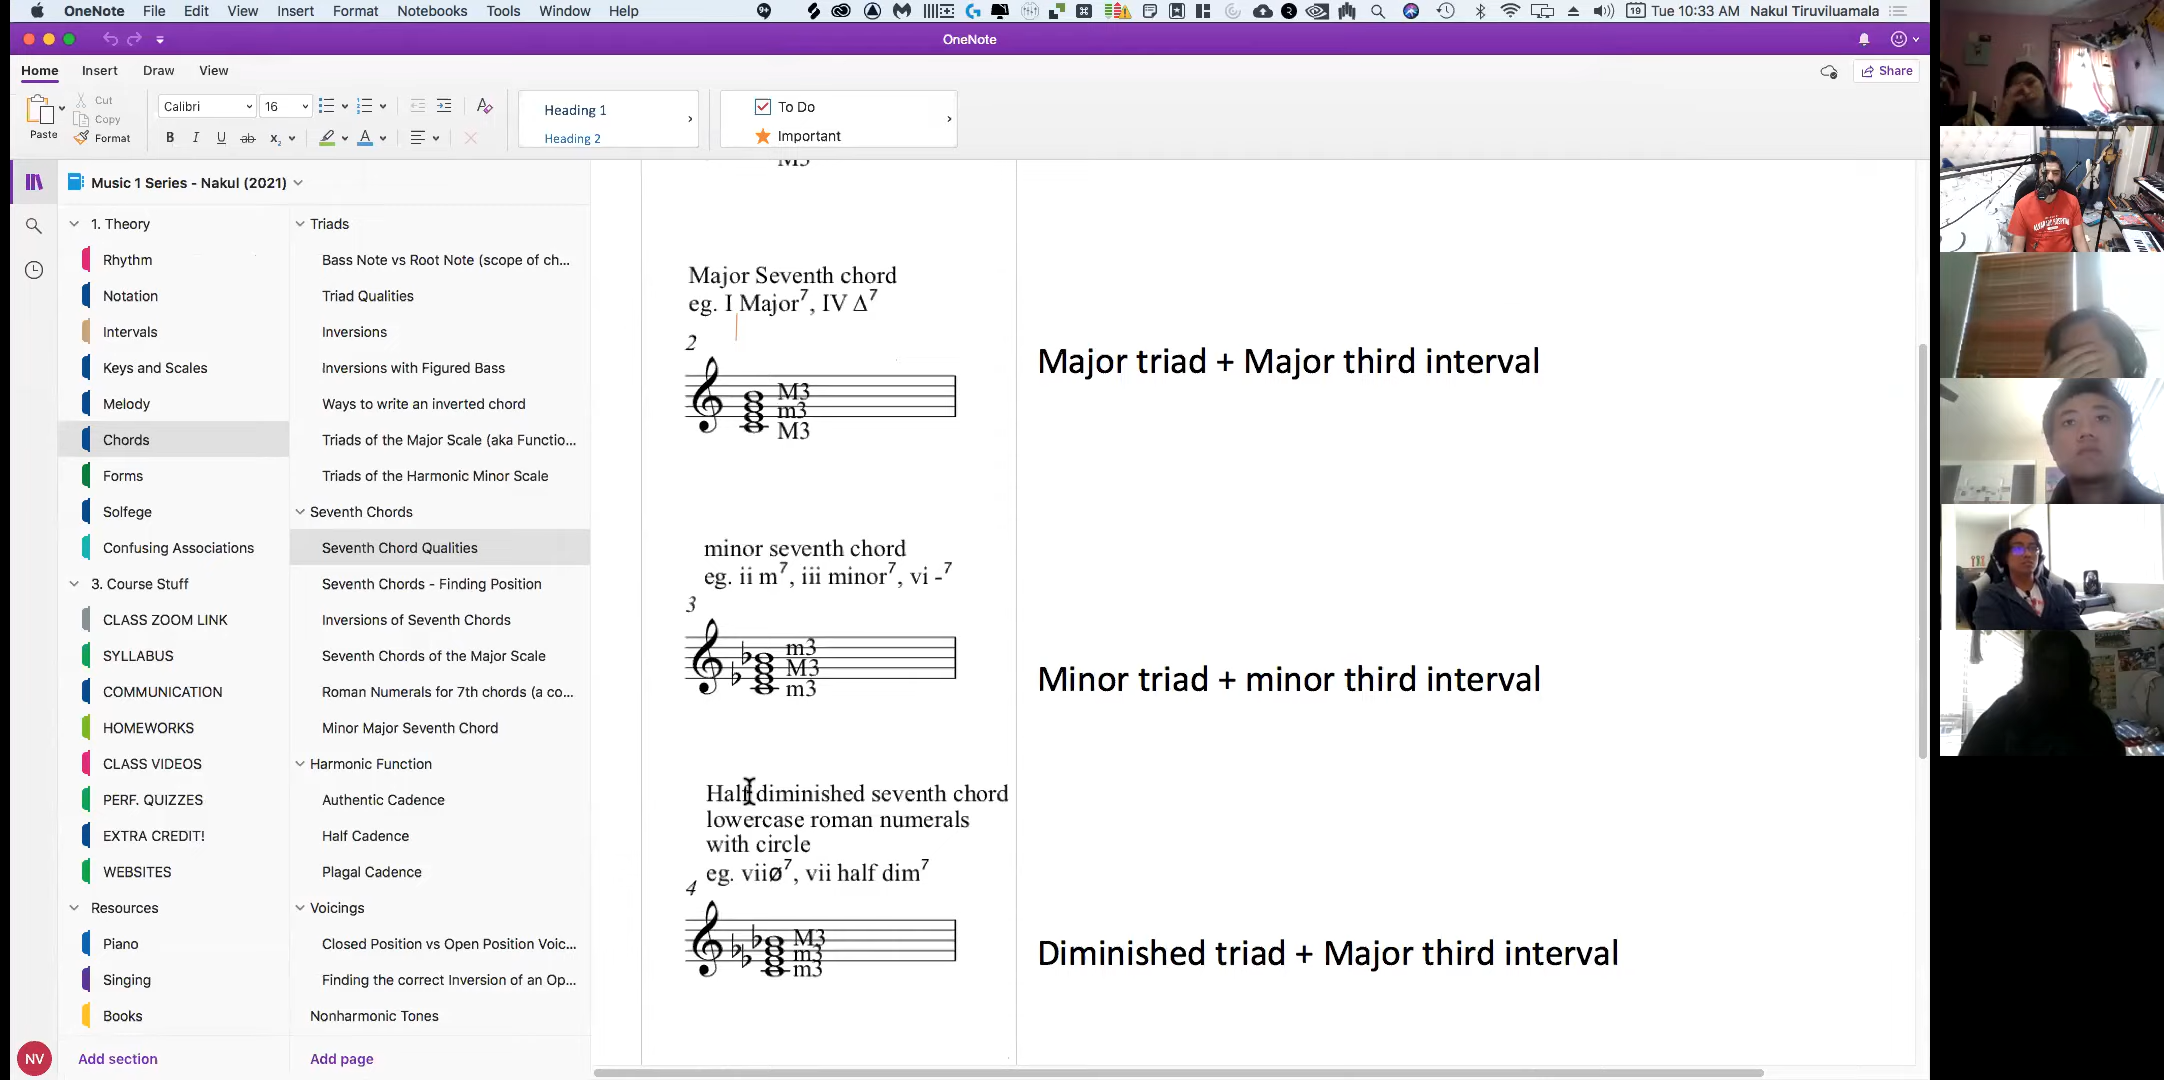 OneNote File Edit View Insert Format Notebooks Tools Window Help
19 Tue 10:33 AM Nakul Tiruviluamala
OneNote
Home Insert Draw View
Share
Paste
Cut
Copy
Format
Calibri 16
B I U ab x₂ A
Heading 1
Heading 2
To Do
Important
Music 1 Series - Nakul (2021)
1. Theory
Rhythm
Notation
Intervals
Keys and Scales
Melody
Chords
Forms
Solfege
Confusing Associations
3. Course Stuff
CLASS ZOOM LINK
SYLLABUS
COMMUNICATION
HOMEWORKS
CLASS VIDEOS
PERF. QUIZZES
EXTRA CREDIT!
WEBSITES
Resources
Piano
Singing
Books
NV
Add section
Triads
Bass Note vs Root Note (scope of ch...
Triad Qualities
Inversions
Inversions with Figured Bass
Ways to write an inverted chord
Triads of the Major Scale (aka Functio...
Triads of the Harmonic Minor Scale
Seventh Chords
Seventh Chord Qualities
Seventh Chords - Finding Position
Inversions of Seventh Chords
Seventh Chords of the Major Scale
Roman Numerals for 7th chords (a co...
Minor Major Seventh Chord
Harmonic Function
Authentic Cadence
Half Cadence
Plagal Cadence
Voicings
Closed Position vs Open Position Voic...
Finding the correct Inversion of an Op...
Nonharmonic Tones
Add page
M3
Major Seventh chord
eg. I Major⁷, IV Δ⁷
2
M3
m3
M3
Major triad + Major third interval
minor seventh chord
eg. ii m⁷, iii minor⁷, vi -⁷
3
m3
M3
m3
Minor triad + minor third interval
Half diminished seventh chord
lowercase roman numerals
with circle
eg. viiø⁷, vii half dim⁷
4
M3
m3
m3
Diminished triad + Major third interval